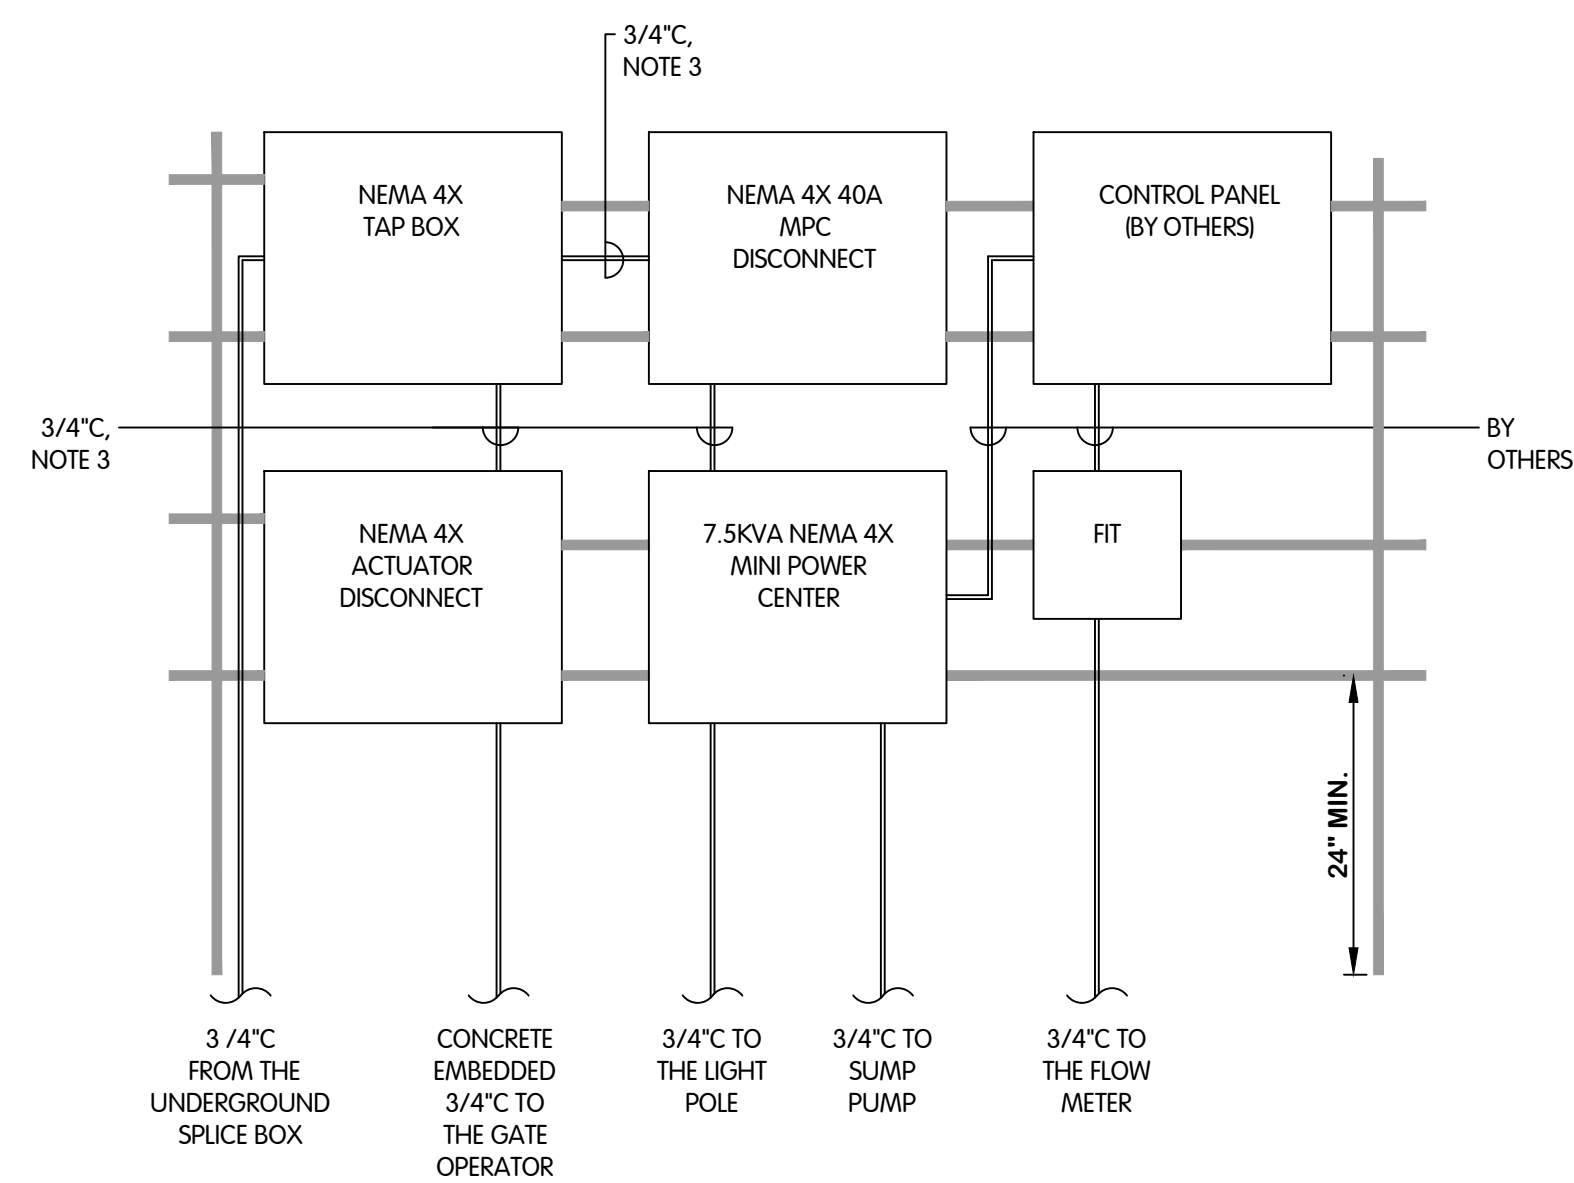 3/4"C,
NOTE 3
NEMA 4X
TAP BOX
NEMA 4X 40A
MPC
DISCONNECT
CONTROL PANEL
(BY OTHERS)
3/4"C,
NOTE 3
BY
OTHERS
NEMA 4X
ACTUATOR
DISCONNECT
7.5KVA NEMA 4X
MINI POWER
CENTER
FIT
24" MIN.
3 /4"C
FROM THE
UNDERGROUND
SPLICE BOX
CONCRETE
EMBEDDED
3/4"C TO
THE GATE
OPERATOR
3/4"C TO
THE LIGHT
POLE
3/4"C TO
SUMP
PUMP
3/4"C TO
THE FLOW
METER